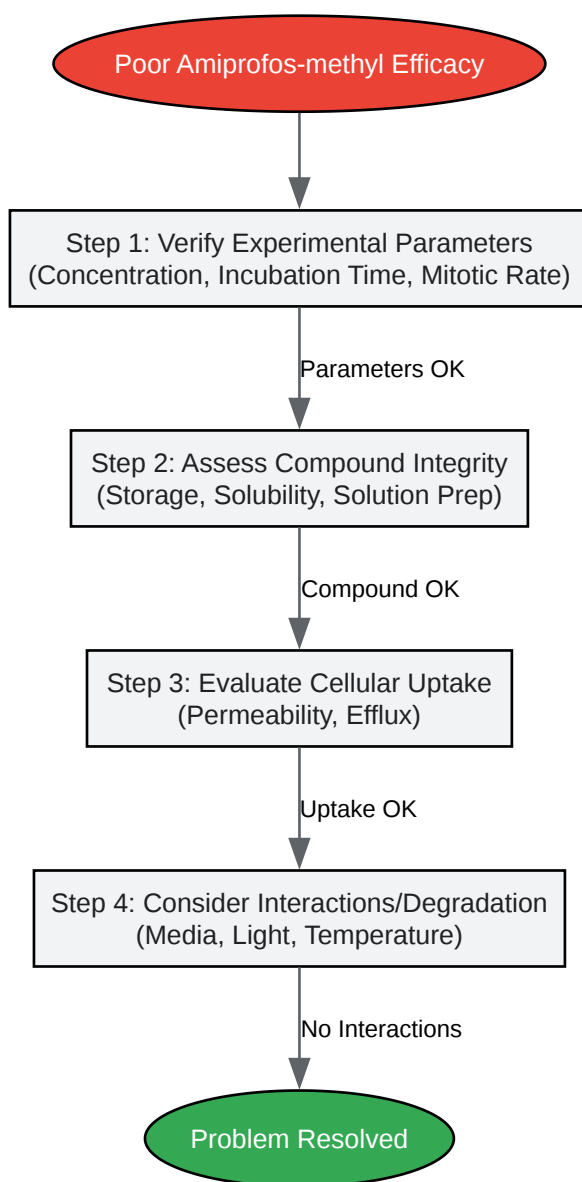 Poor Amiprofos-methyl Efficacy
Step 1: Verify Experimental Parameters
(Concentration, Incubation Time, Mitotic Rate)
Parameters OK
Step 2: Assess Compound Integrity
(Storage, Solubility, Solution Prep)
Compound OK
Step 3: Evaluate Cellular Uptake
(Permeability, Efflux)
Uptake OK
Step 4: Consider Interactions/Degradation
(Media, Light, Temperature)
No Interactions
Problem Resolved